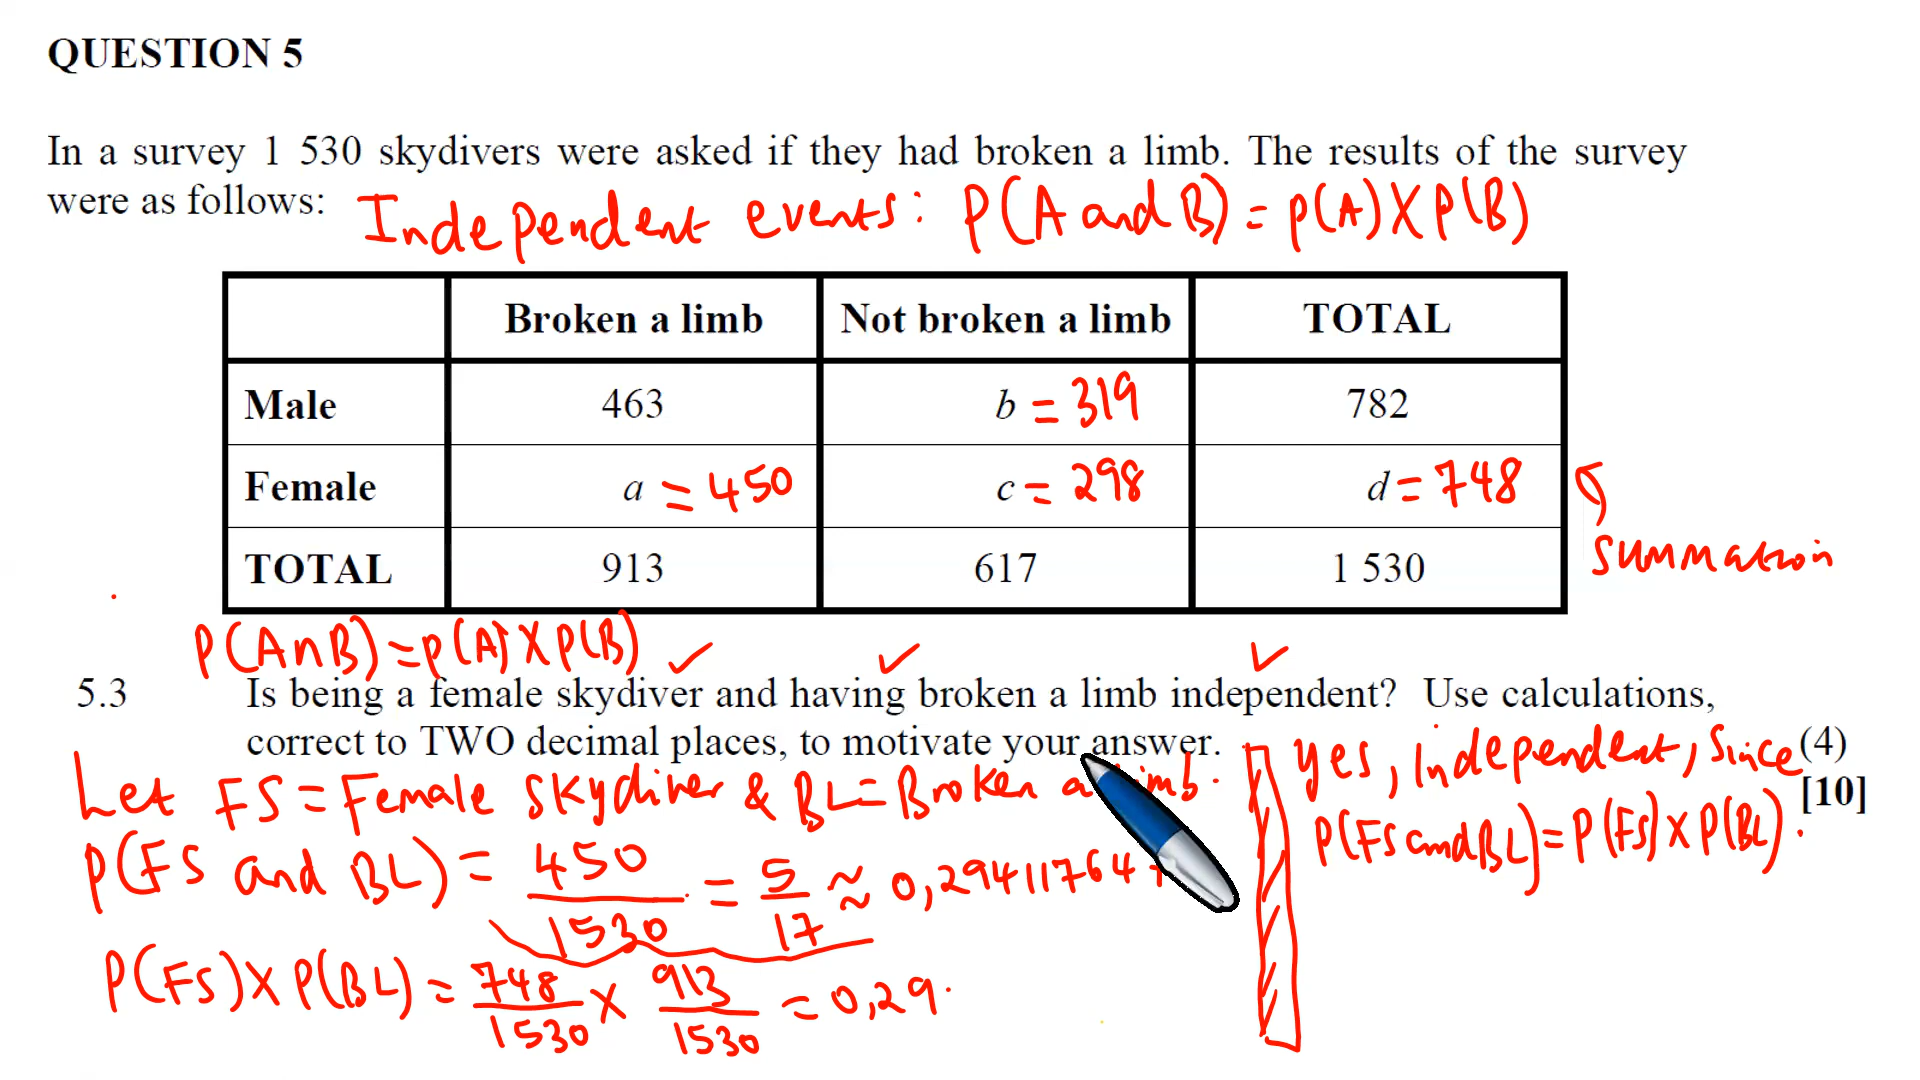 QUESTION 5
In a survey 1 530 skydivers were asked if they had broken a limb. The results of the survey
were as follows: Independent events: P(A and B) = P(A) X P(B)
Broken a limb Not broken a limb TOTAL
Male 463 b = 319 782
Female a = 450 c = 298 d = 748
summation
TOTAL 913 617 1 530
P(A∩B) = P(A) X P(B) ✓ ✓ ✓
5.3 Is being a female skydiver and having broken a limb independent? Use calculations,
correct to TWO decimal places, to motivate your answer. (4)
[10]
Let FS = Female skydiver & BL = Broken a limb.
P(FS and BL) = 450/1530 = 5/17 ≈ 0,294117647
P(FS) X P(BL) = 748/1530 X 913/1530 = 0,29.
yes, independent, since
P(FS and BL) = P(FS) X P(BL).